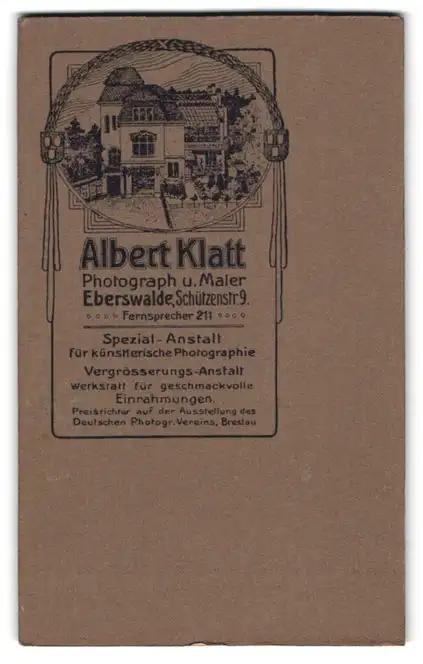 Albert Klatt
Photograph u. Maler
Eberswalde, Schützenstr. 9.
Fernsprecher 211
Spezial-Anstalt
für künstlerische Photographie
Vergrösserungs-Anstalt
Werkstatt für geschmackvolle
Einrahmungen.
Preisrichter auf der Ausstellung des
Deutschen Photogr. Vereins, Breslau